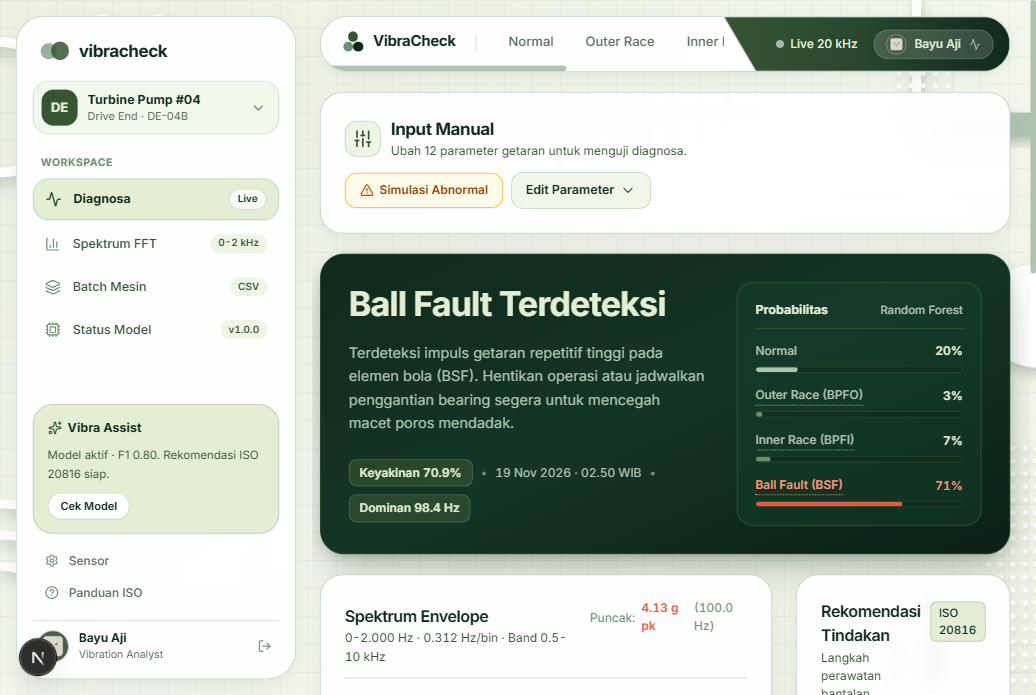 vibracheck
DE
Turbine Pump #04
Drive End · DE-04B
WORKSPACE
Diagnosa
Live
Spektrum FFT
0-2 kHz
Batch Mesin
CSV
Status Model
v1.0.0
Vibra Assist
Model aktif · F1 0.80. Rekomendasi ISO
20816 siap.
Cek Model
Sensor
Panduan ISO
Bayu Aji
Vibration Analyst
N
VibraCheck
Normal
Outer Race
Inner
Live 20 kHz
Bayu Aji
Input Manual
Ubah 12 parameter getaran untuk menguji diagnosa.
Simulasi Abnormal
Edit Parameter
Ball Fault Terdeteksi
Terdeteksi impuls getaran repetitif tinggi pada
elemen bola (BSF). Hentikan operasi atau jadwalkan
penggantian bearing segera untuk mencegah
macet poros mendadak.
Keyakinan 70.9%
• 19 Nov 2026 · 02.50 WIB •
Dominan 98.4 Hz
Probabilitas
Random Forest
Normal
20%
Outer Race (BPFO)
3%
Inner Race (BPFI)
7%
Ball Fault (BSF)
71%
Spektrum Envelope
0-2.000 Hz · 0.312 Hz/bin · Band 0.5-
10 kHz
Puncak:
4.13 g
pk
(100.0
Hz)
Rekomendasi
Tindakan
ISO
20816
Langkah
perawatan
bantalan